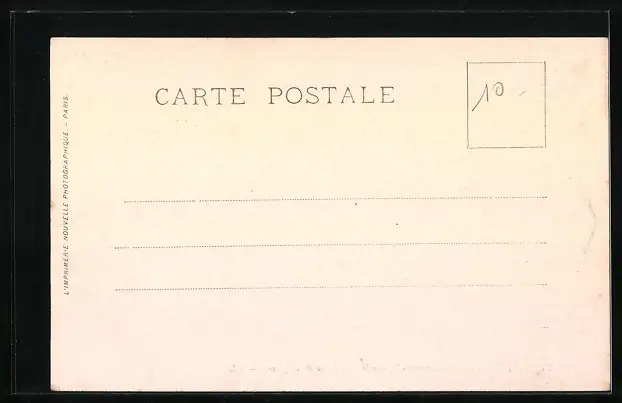 CARTE POSTALE
10
L'IMPRIMERIE NOUVELLE PHOTOGRAPHIQUE – PARIS.